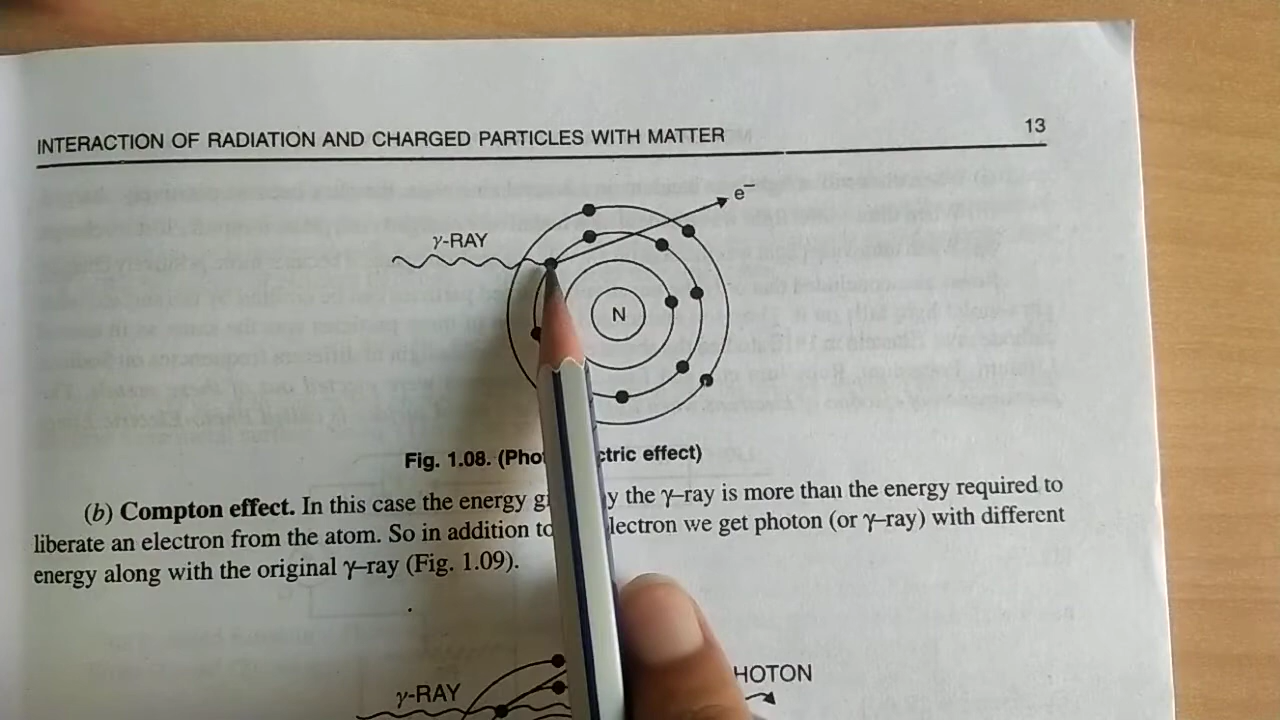 INTERACTION OF RADIATION AND CHARGED PARTICLES WITH MATTER 13
e⁻
γ-RAY
N
Fig. 1.08. (Pho ctric effect)
(b) Compton effect. In this case the energy gi y the γ–ray is more than the energy required to
liberate an electron from the atom. So in addition to lectron we get photon (or γ–ray) with different
energy along with the original γ–ray (Fig. 1.09).
HOTON
γ-RAY